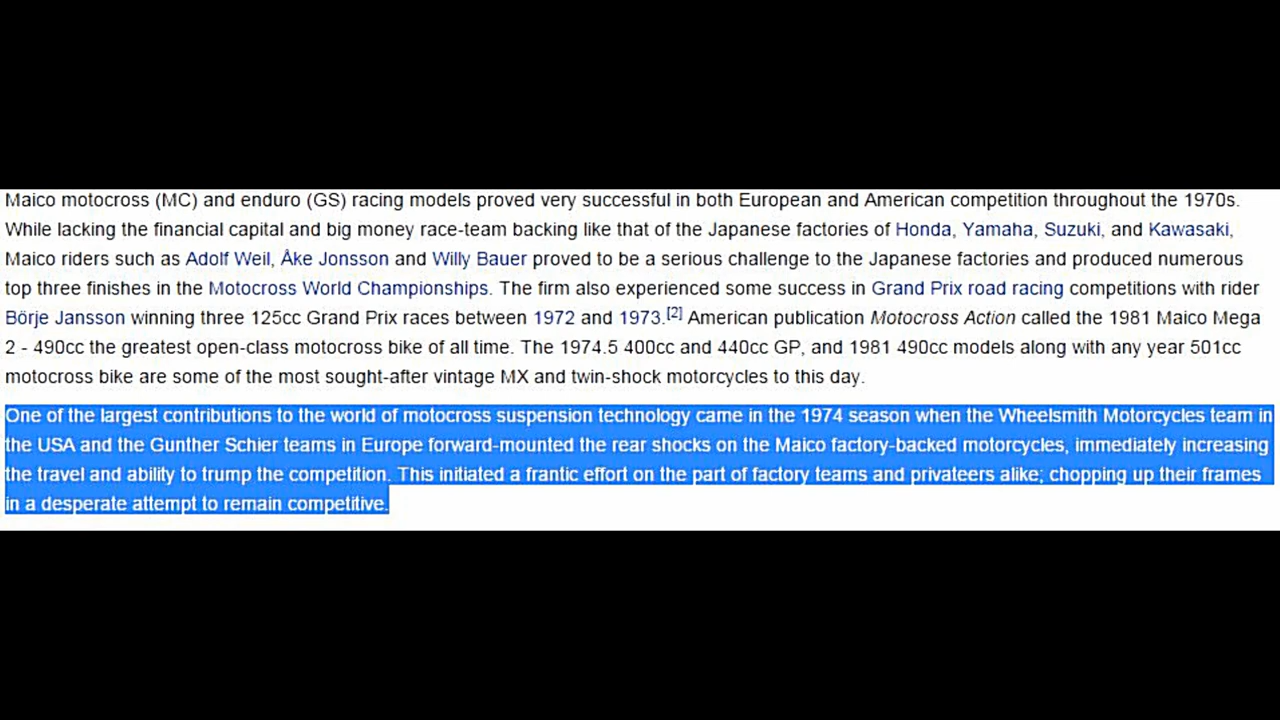 Maico motocross (MC) and enduro (GS) racing models proved very successful in both European and American competition throughout the 1970s.
While lacking the financial capital and big money race-team backing like that of the Japanese factories of Honda, Yamaha, Suzuki, and Kawasaki,
Maico riders such as Adolf Weil, Åke Jonsson and Willy Bauer proved to be a serious challenge to the Japanese factories and produced numerous
top three finishes in the Motocross World Championships. The firm also experienced some success in Grand Prix road racing competitions with rider
Börje Jansson winning three 125cc Grand Prix races between 1972 and 1973.[2] American publication Motocross Action called the 1981 Maico Mega
2 - 490cc the greatest open-class motocross bike of all time. The 1974.5 400cc and 440cc GP, and 1981 490cc models along with any year 501cc
motocross bike are some of the most sought-after vintage MX and twin-shock motorcycles to this day.
One of the largest contributions to the world of motocross suspension technology came in the 1974 season when the Wheelsmith Motorcycles team in
the USA and the Gunther Schier teams in Europe forward-mounted the rear shocks on the Maico factory-backed motorcycles, immediately increasing
the travel and ability to trump the competition. This initiated a frantic effort on the part of factory teams and privateers alike; chopping up their frames
in a desperate attempt to remain competitive.